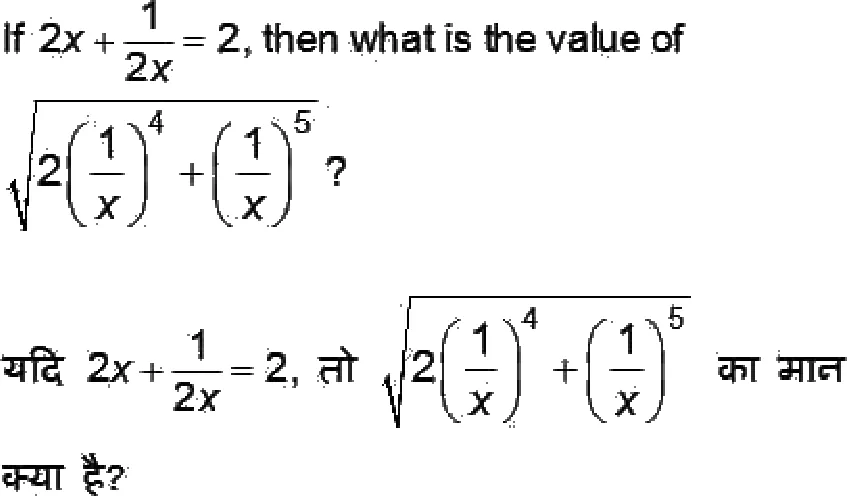 If 2x + 1/2x = 2, then what is the value of
√(2(1/x)^4 + (1/x)^5) ?
यदि 2x + 1/2x = 2, तो √(2(1/x)^4 + (1/x)^5) का मान
क्या है?